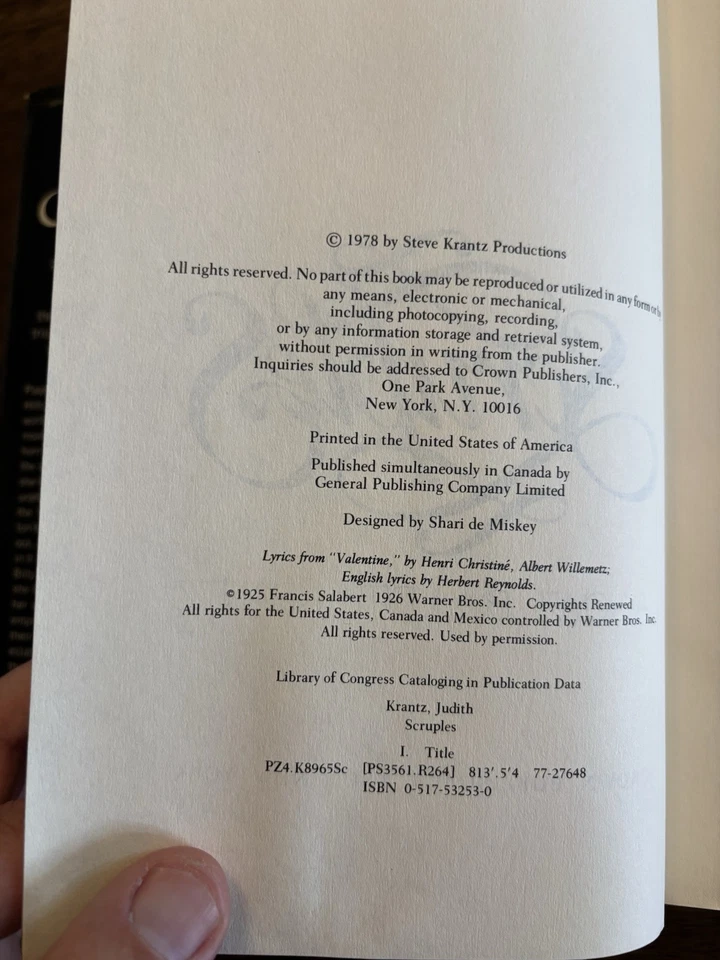 © 1978 by Steve Krantz Productions
All rights reserved. No part of this book may be reproduced or utilized in any form or
any means, electronic or mechanical,
including photocopying, recording,
or by any information storage and retrieval system,
without permission in writing from the publisher.
Inquiries should be addressed to Crown Publishers, Inc.,
One Park Avenue,
New York, N.Y. 10016
Printed in the United States of America
Published simultaneously in Canada by
General Publishing Company Limited
Designed by Shari de Miskey
Lyrics from "Valentine," by Henri Christiné, Albert Willemetz;
English lyrics by Herbert Reynolds.
©1925 Francis Salabert 1926 Warner Bros. Inc. Copyrights Renewed
All rights for the United States, Canada and Mexico controlled by Warner Bros. Inc.
All rights reserved. Used by permission.
Library of Congress Cataloging in Publication Data
Krantz, Judith
Scruples
I. Title
PZ4.K8965Sc [PS3561.R264] 813'.5'4 77-27648
ISBN 0-517-53253-0